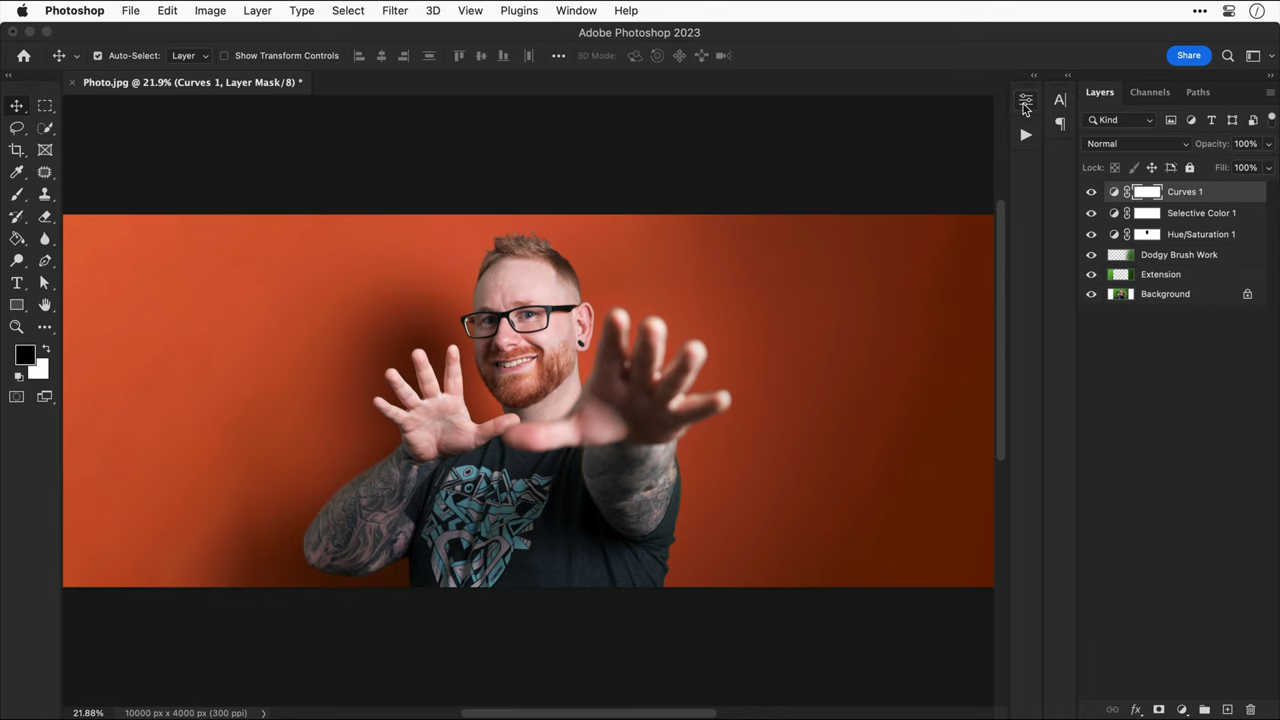 Photoshop File Edit Image Layer Type Select Filter 3D View Plugins Window Help
Adobe Photoshop 2023
Auto-Select: Layer Show Transform Controls 3D Mode: Share
Photo.jpg @ 21.9% (Curves 1, Layer Mask/8) *
Layers Channels Paths
Kind
Normal Opacity: 100%
Lock: Fill: 100%
Curves 1
Selective Color 1
Hue/Saturation 1
Dodgy Brush Work
Extension
Background
21.88% 10000 px x 4000 px (300 ppi)